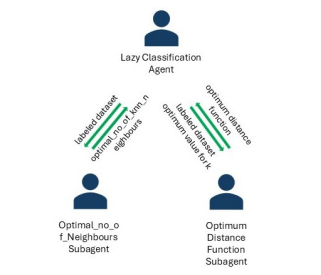 Lazy Classification
Agent
labeled dataset
optimal_no_of_knn_n
eighbours
optimum distance
function
labeled dataset
optimum value for k
Optimal_no_o
f_Neighbours
Subagent
Optimum
Distance
Function
Subagent